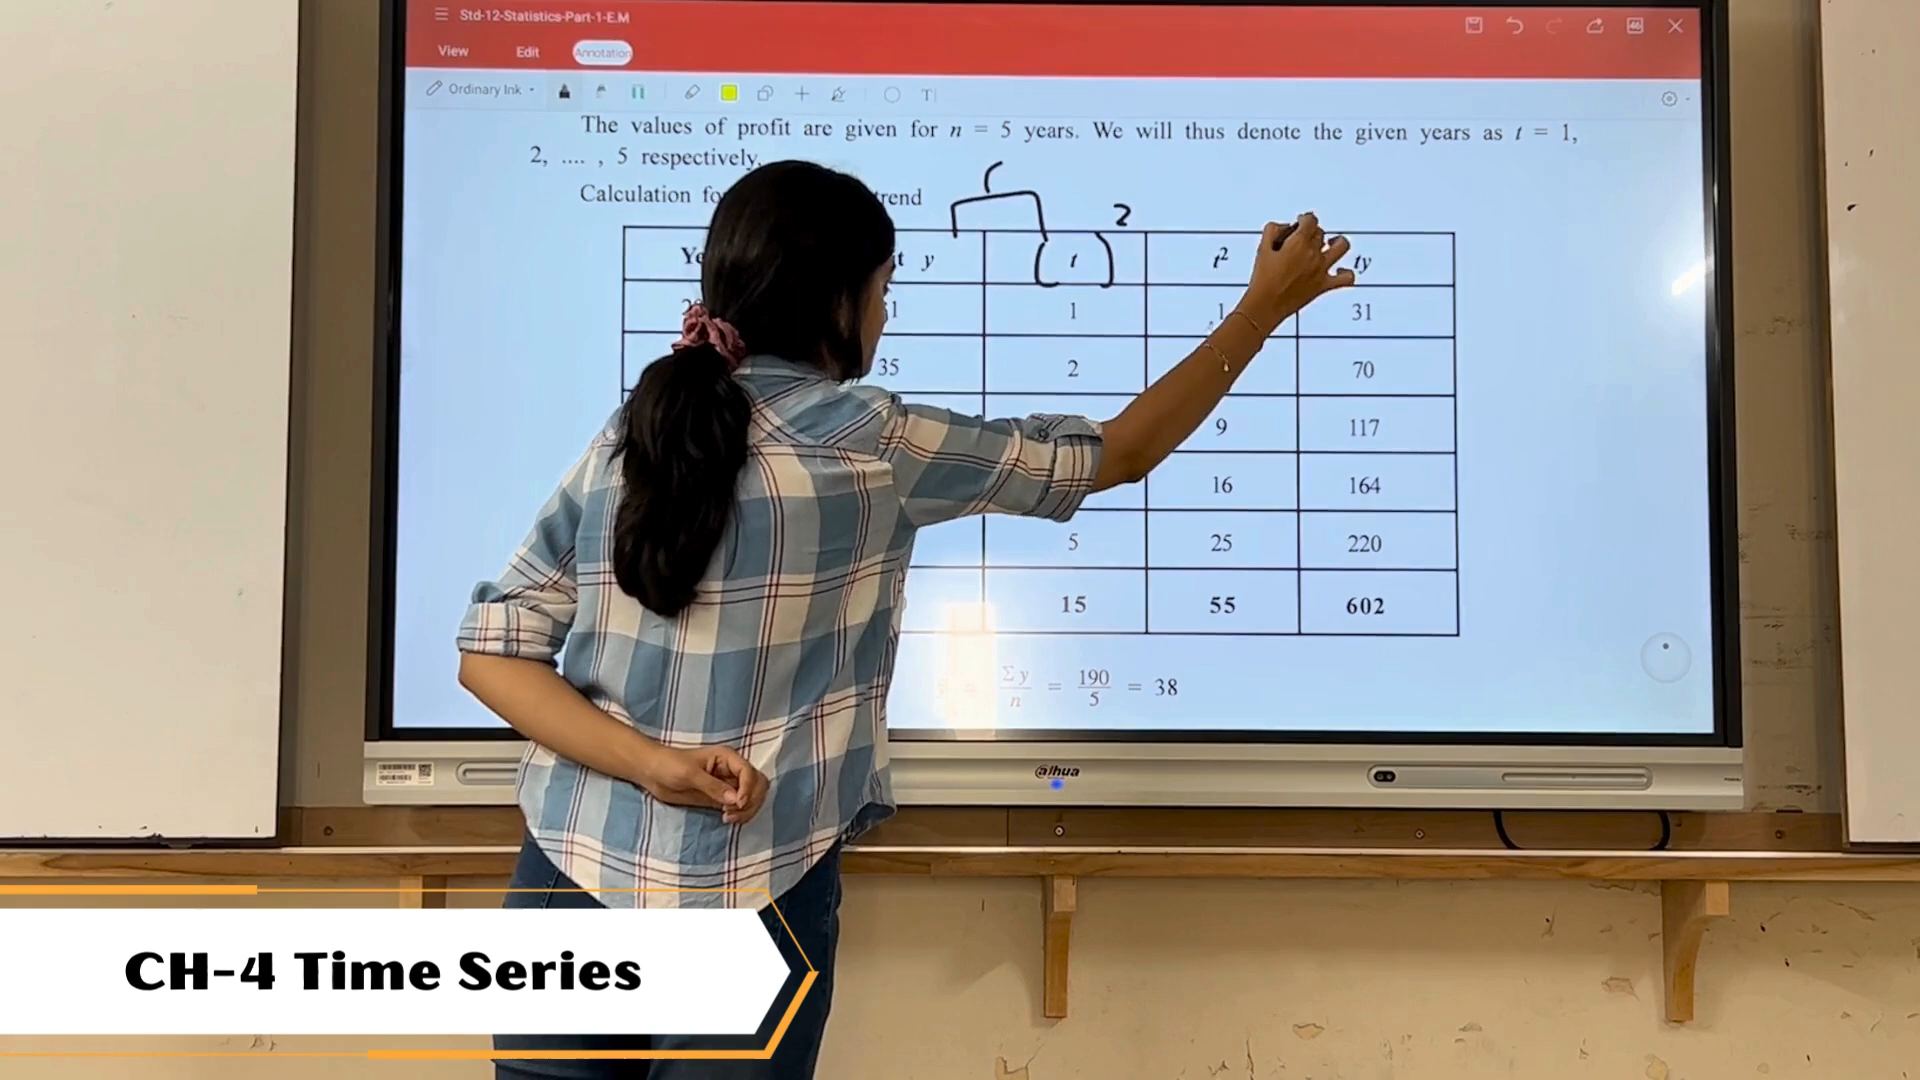 Std-12-Statistics-Part-1-E.M
View Edit Annotation
Ordinary Ink
The values of profit are given for n = 5 years. We will thus denote the given years as t = 1,
2, .... , 5 respectively.
Calculation trend
y ( t )2 t² ty
1 1 31
35 2 70
9 117
16 164
5 25 220
15 55 602
Σ y / n = 190 / 5 = 38
alhua
CH-4 Time Series